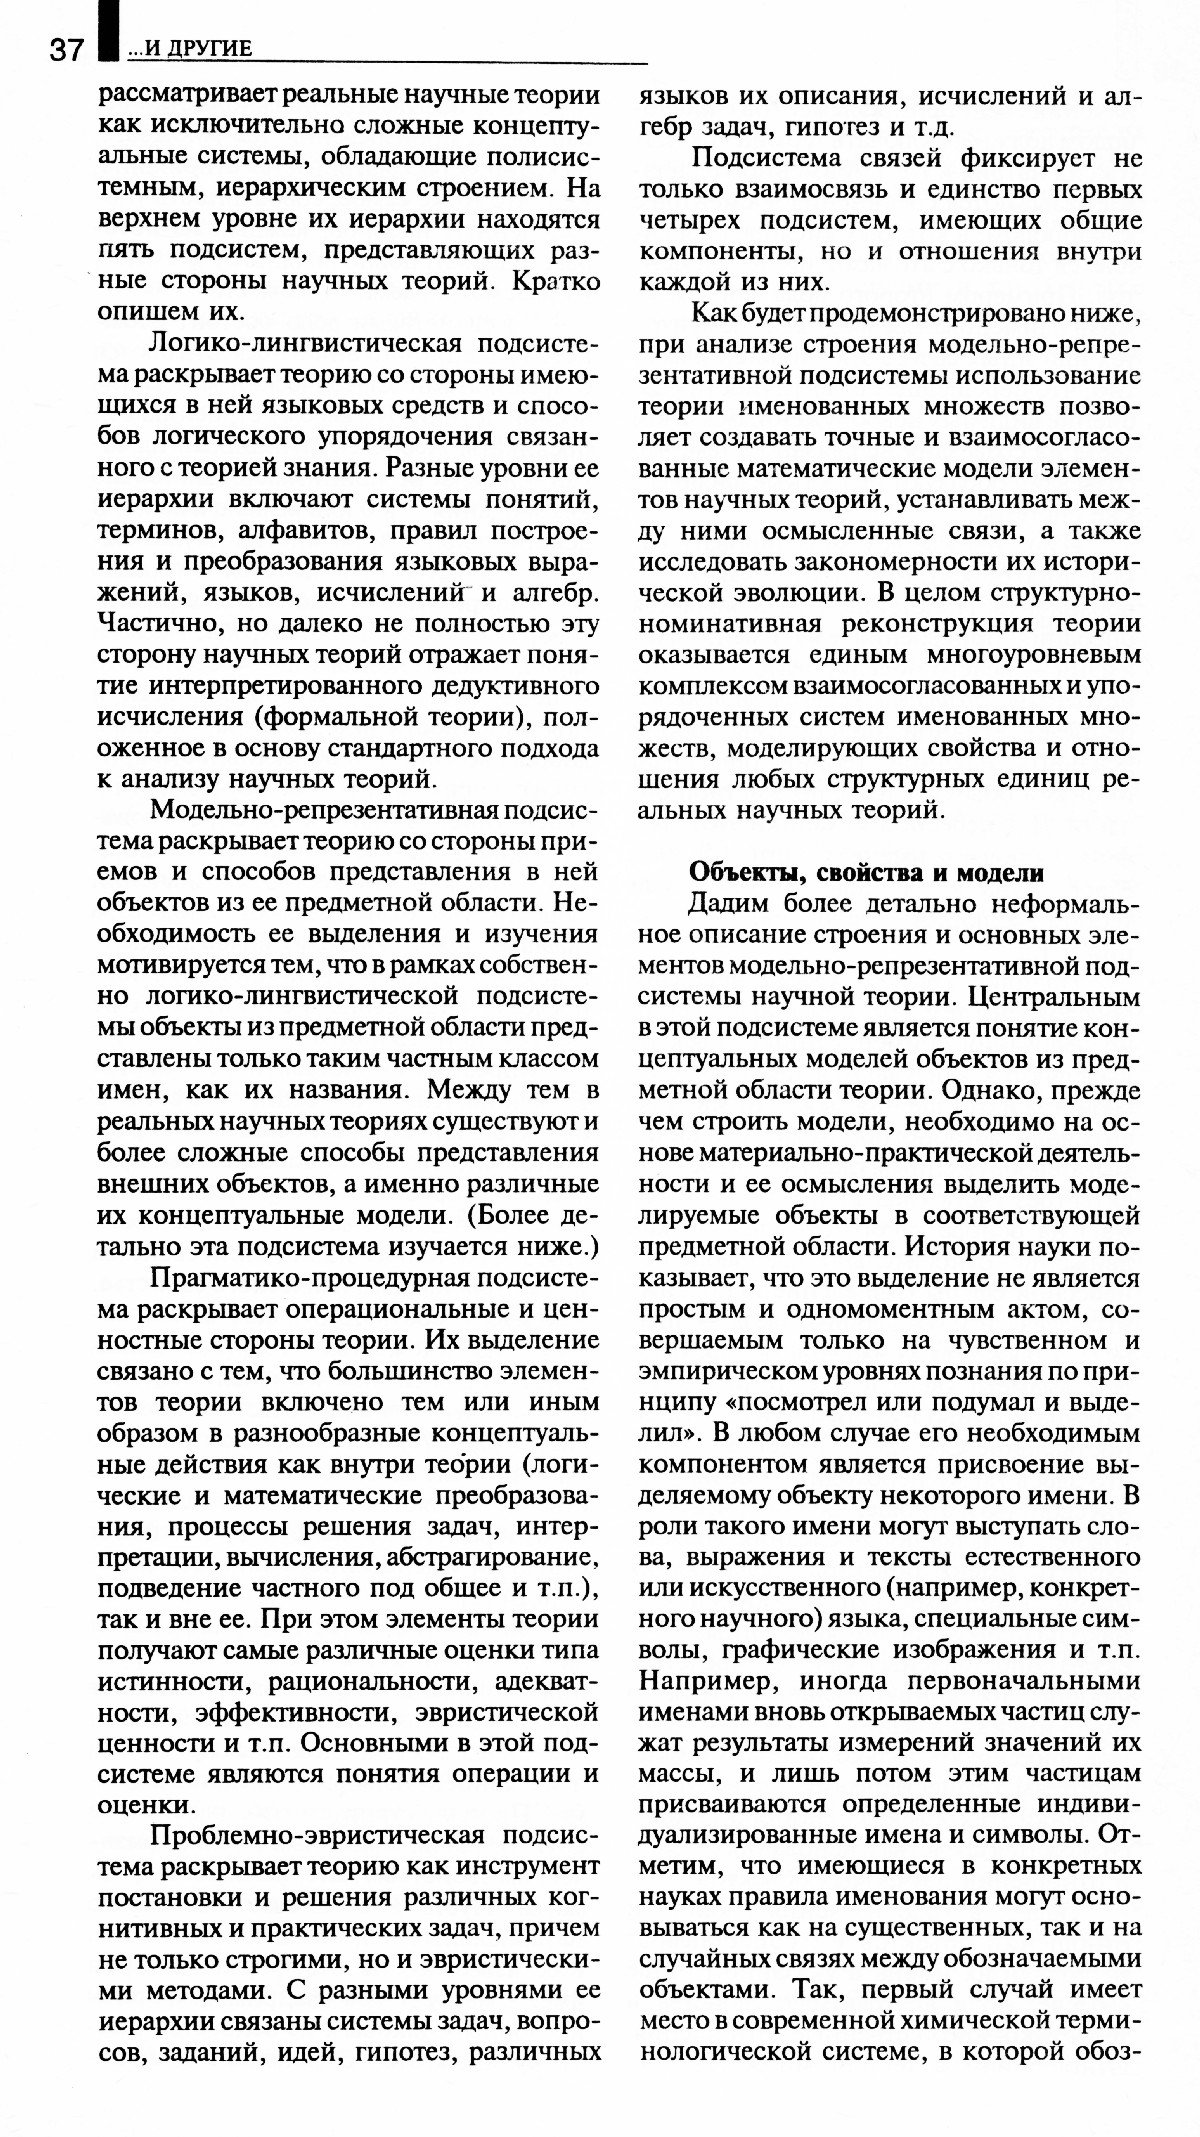 37
...И ДРУГИЕ
рассматривает реальные научные теории
как исключительно сложные концепту-
альные системы, обладающие полисис-
темным, иерархическим строением. На
верхнем уровне их иерархии находятся
пять подсистем, представляющих раз-
ные стороны научных теорий. Кратко
опишем их.
Логико-лингвистическая подсисте-
ма раскрывает теорию со стороны имею-
щихся в ней языковых средств и спосо-
бов логического упорядочения связан-
ного с теорией знания. Разные уровни ее
иерархии включают системы понятий,
терминов, алфавитов, правил построе-
ния и преобразования языковых выра-
жений, языков, исчислений и алгебр.
Частично, но далеко не полностью эту
сторону научных теорий отражает поня-
тие интерпретированного дедуктивного
исчисления (формальной теории), пол-
оженное в основу стандартного подхода
к анализу научных теорий.
Модельно-репрезентативная подсис-
тема раскрывает теорию со стороны при-
емов и способов представления в ней
объектов из ее предметной области. Не-
обходимость ее выделения и изучения
мотивируется тем, что в рамках собствен-
но логико-лингвистической подсисте-
мы объекты из предметной области пред-
ставлены только таким частным классом
имен, как их названия. Между тем в
реальных научных теориях существуют и
более сложные способы представления
внешних объектов, а именно различные
их концептуальные модели. (Более де-
тально эта подсистема изучается ниже.)
Прагматико-процедурная подсисте-
ма раскрывает операциональные и цен-
ностные стороны теории. Их выделение
связано с тем, что большинство элемен-
тов теории включено тем или иным
образом в разнообразные концептуаль-
ные действия как внутри теории (логи-
ческие и математические преобразова-
ния, процессы решения задач, интер-
претации, вычисления, абстрагирование,
подведение частного под общее и т.п.),
так и вне ее. При этом элементы теории
получают самые различные оценки типа
истинности, рациональности, адекват-
ности, эффективности, эвристической
ценности и т.п. Основными в этой под-
системе являются понятия операции и
оценки.
Проблемно-эвристическая подсис-
тема раскрывает теорию как инструмент
постановки и решения различных ког-
нитивных и практических задач, причем
не только строгими, но и эвристически-
ми методами. С разными уровнями ее
иерархии связаны системы задач, вопро-
сов, заданий, идей, гипотез, различных
языков их описания, исчислений и ал-
гебр задач, гипотез и т.д.
Подсистема связей фиксирует не
только взаимосвязь и единство первых
четырех подсистем, имеющих общие
компоненты, но и отношения внутри
каждой из них.
Как будет продемонстрировано ниже,
при анализе строения модельно-репре-
зентативной подсистемы использование
теории именованных множеств позво-
ляет создавать точные и взаимосогласо-
ванные математические модели элемен-
тов научных теорий, устанавливать меж-
ду ними осмысленные связи, а также
исследовать закономерности их истори-
ческой эволюции. В целом структурно-
номинативная реконструкция теории
оказывается единым многоуровневым
комплексом взаимосогласованных и упо-
рядоченных систем именованных мно-
жеств, моделирующих свойства и отно-
шения любых структурных единиц ре-
альных научных теорий.
Объекты, свойства и модели
Дадим более детально неформаль-
ное описание строения и основных эле-
ментов модельно-репрезентативной под-
системы научной теории. Центральным
в этой подсистеме является понятие кон-
цептуальных моделей объектов из пред-
метной области теории. Однако, прежде
чем строить модели, необходимо на ос-
нове материально-практической деятель-
ности и ее осмысления выделить моде-
лируемые объекты в соответствующей
предметной области. История науки по-
казывает, что это выделение не является
простым и одномоментным актом, со-
вершаемым только на чувственном и
эмпирическом уровнях познания по при-
нципу «посмотрел или подумал и выде-
лил». В любом случае его необходимым
компонентом является присвоение вы-
деляемому объекту некоторого имени. В
роли такого имени могут выступать сло-
ва, выражения и тексты естественного
или искусственного (например, конкрет-
ного научного) языка, специальные сим-
волы, графические изображения и т.п.
Например, иногда первоначальными
именами вновь открываемых частиц слу-
жат результаты измерений значений их
массы, и лишь потом этим частицам
присваиваются определенные индиви-
дуализированные имена и символы. От-
метим, что имеющиеся в конкретных
науках правила именования могут осно-
вываться как на существенных, так и на
случайных связях между обозначаемыми
объектами. Так, первый случай имеет
место в современной химической терми-
нологической системе, в которой обоз-